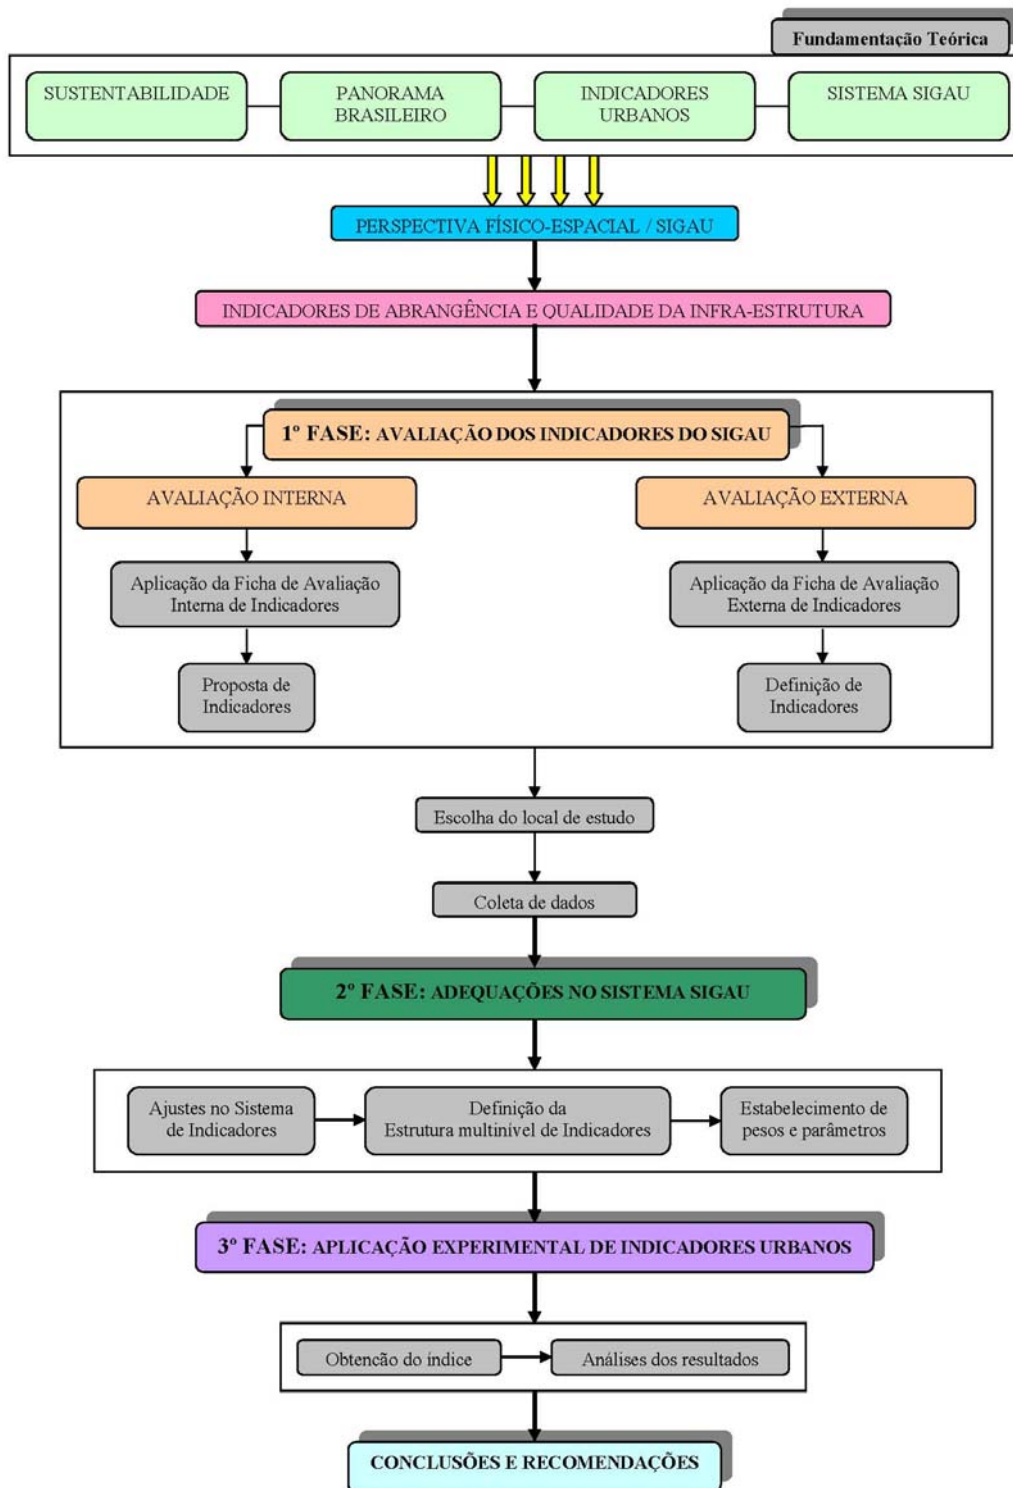 Fundamentação Teórica
SUSTENTABILIDADE
PANORAMA
BRASILEIRO
INDICADORES
URBANOS
SISTEMA SIGAU
PERSPECTIVA FÍSICO-ESPACIAL / SIGAU
INDICADORES DE ABRANGÊNCIA E QUALIDADE DA INFRA-ESTRUTURA
1º FASE: AVALIAÇÃO DOS INDICADORES DO SIGAU
AVALIAÇÃO INTERNA
AVALIAÇÃO EXTERNA
Aplicação da Ficha de Avaliação
Interna de Indicadores
Aplicação da Ficha de Avaliação
Externa de Indicadores
Proposta de
Indicadores
Definição de
Indicadores
Escolha do local de estudo
Coleta de dados
2º FASE: ADEQUAÇÕES NO SISTEMA SIGAU
Ajustes no Sistema
de Indicadores
Definição da
Estrutura multinível de Indicadores
Estabelecimento de
pesos e parâmetros
3º FASE: APLICAÇÃO EXPERIMENTAL DE INDICADORES URBANOS
Obtenção do índice
Análises dos resultados
CONCLUSÕES E RECOMENDAÇÕES